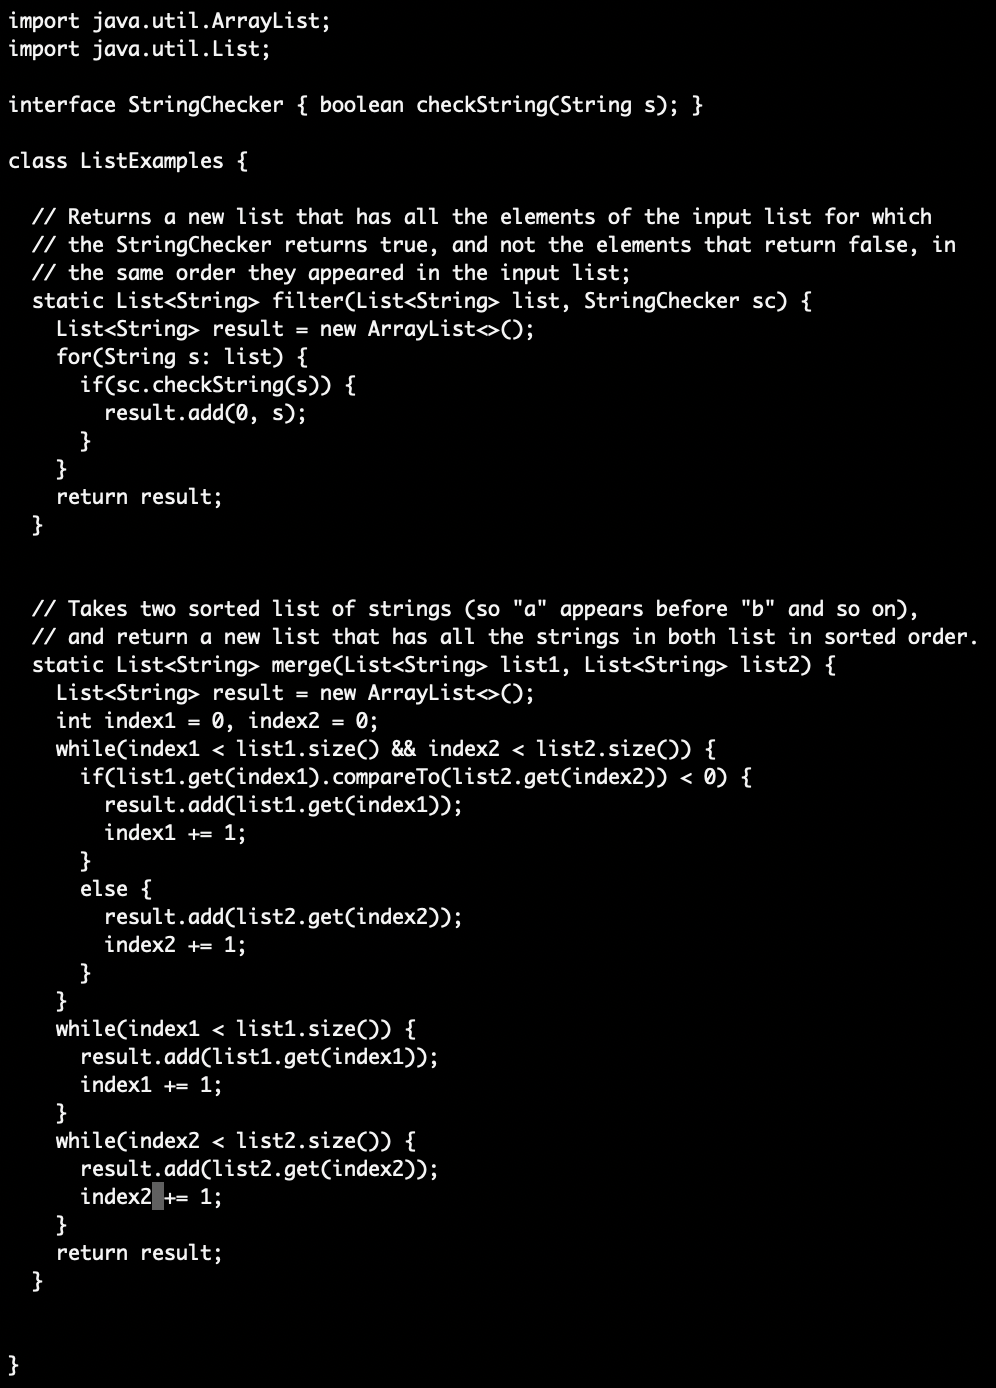 import java.util.ArrayList;
import java.util.List;

interface StringChecker { boolean checkString(String s); }

class ListExamples {

  // Returns a new list that has all the elements of the input list for which
  // the StringChecker returns true, and not the elements that return false, in
  // the same order they appeared in the input list;
  static List<String> filter(List<String> list, StringChecker sc) {
    List<String> result = new ArrayList<>();
    for(String s: list) {
      if(sc.checkString(s)) {
        result.add(0, s);
      }
    }
    return result;
  }


  // Takes two sorted list of strings (so "a" appears before "b" and so on),
  // and return a new list that has all the strings in both list in sorted order.
  static List<String> merge(List<String> list1, List<String> list2) {
    List<String> result = new ArrayList<>();
    int index1 = 0, index2 = 0;
    while(index1 < list1.size() && index2 < list2.size()) {
      if(list1.get(index1).compareTo(list2.get(index2)) < 0) {
        result.add(list1.get(index1));
        index1 += 1;
      }
      else {
        result.add(list2.get(index2));
        index2 += 1;
      }
    }
    while(index1 < list1.size()) {
      result.add(list1.get(index1));
      index1 += 1;
    }
    while(index2 < list2.size()) {
      result.add(list2.get(index2));
      index2 += 1;
    }
    return result;
  }


}